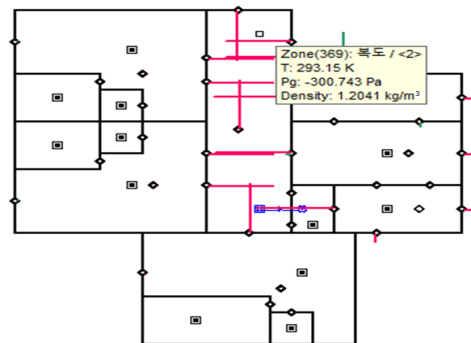 Zone(369): 복도 / <2>
T: 293.15 K
Pg: -300.743 Pa
Density: 1.2041 kg/m³